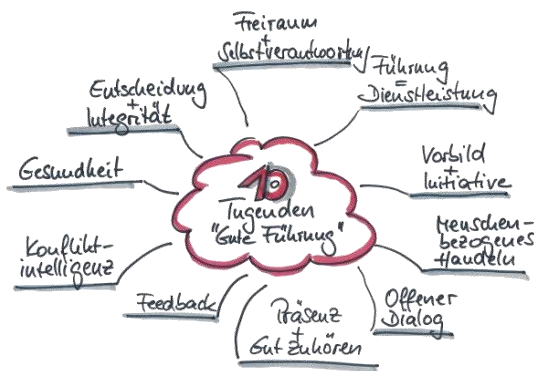 Freiraum
+
Selbstverantwortung
Führung
=
Dienstleistung
Vorbild
+
Initiative
Menschen-
bezogenes
Handeln
Offener
Dialog
Präsenz
+
Gut zuhören
Feedback
Konflikt-
intelligenz
Gesundheit
Entscheidung
+
Integrität
10
Tugenden
"Gute Führung"